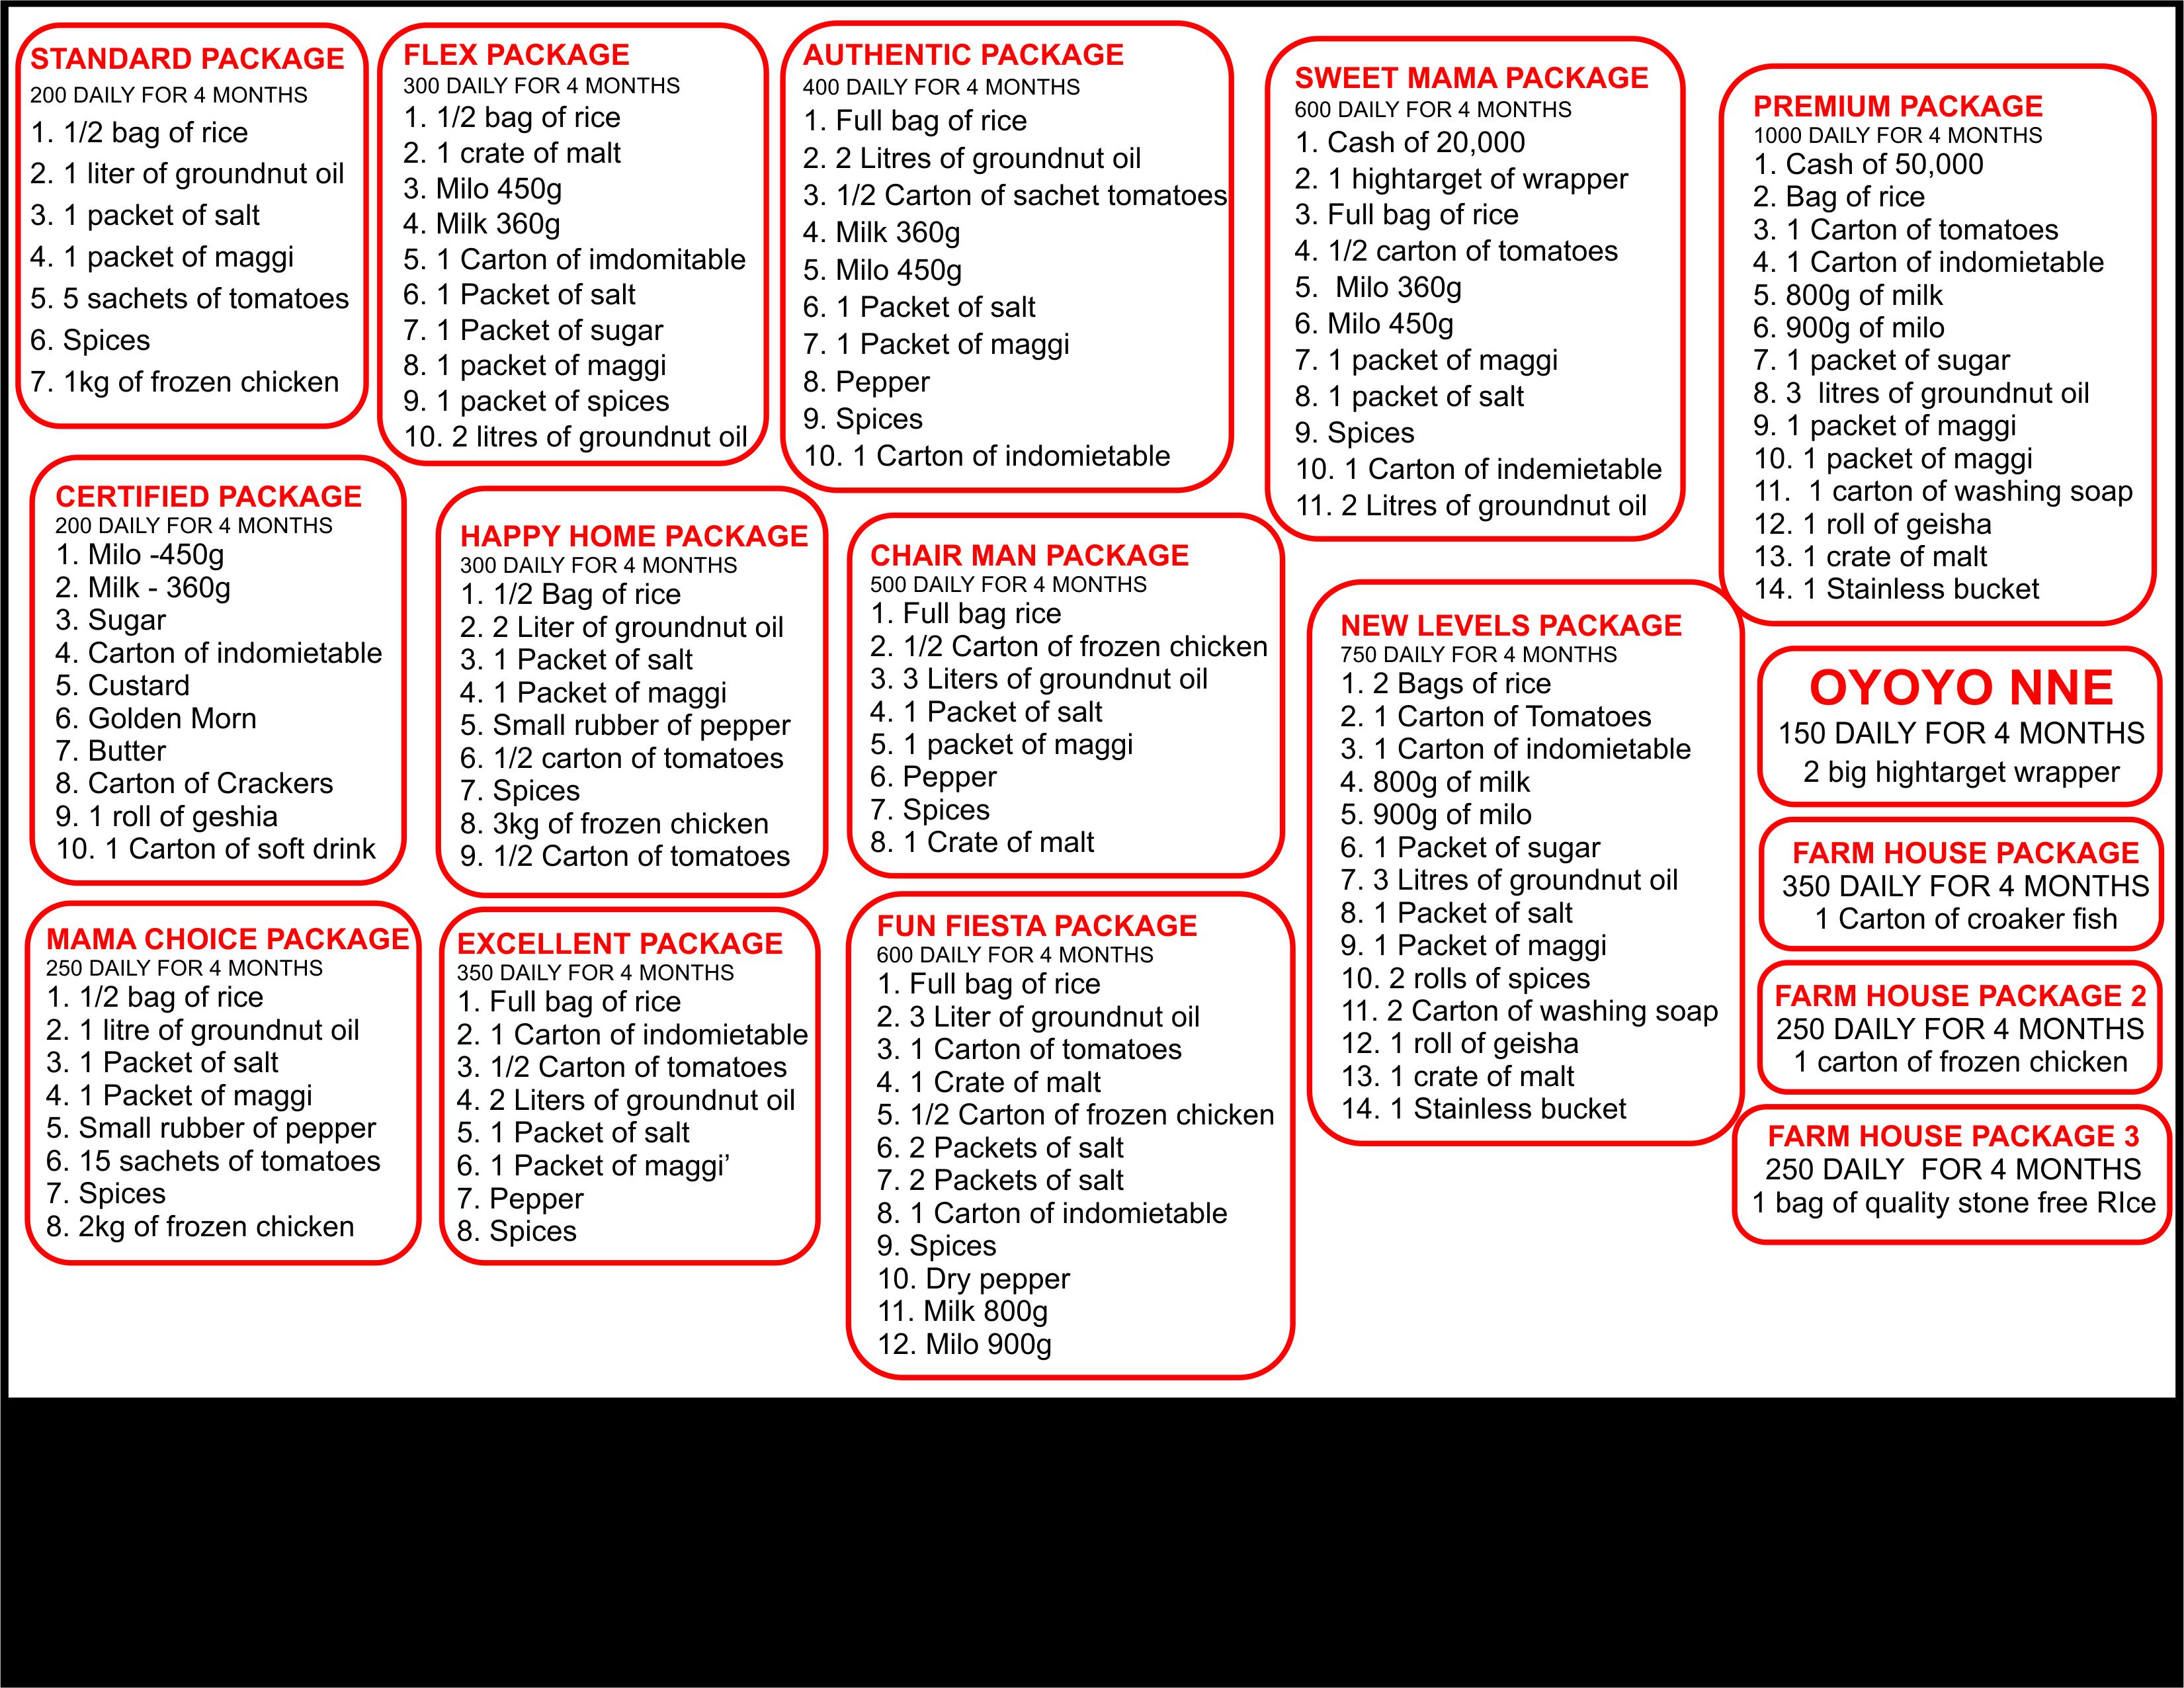 STANDARD PACKAGE
200 DAILY FOR 4 MONTHS
1. 1/2 bag of rice
2. 1 liter of groundnut oil
3. 1 packet of salt
4. 1 packet of maggi
5. 5 sachets of tomatoes
6. Spices
7. 1kg of frozen chicken
FLEX PACKAGE
300 DAILY FOR 4 MONTHS
1. 1/2 bag of rice
2. 1 crate of malt
3. Milo 450g
4. Milk 360g
5. 1 Carton of imdomitable
6. 1 Packet of salt
7. 1 Packet of sugar
8. 1 packet of maggi
9. 1 packet of spices
10. 2 litres of groundnut oil
AUTHENTIC PACKAGE
400 DAILY FOR 4 MONTHS
1. Full bag of rice
2. 2 Litres of groundnut oil
3. 1/2 Carton of sachet tomatoes
4. Milk 360g
5. Milo 450g
6. 1 Packet of salt
7. 1 Packet of maggi
8. Pepper
9. Spices
10. 1 Carton of indomietable
SWEET MAMA PACKAGE
600 DAILY FOR 4 MONTHS
1. Cash of 20,000
2. 1 hightarget of wrapper
3. Full bag of rice
4. 1/2 carton of tomatoes
5. Milo 360g
6. Milo 450g
7. 1 packet of maggi
8. 1 packet of salt
9. Spices
10. 1 Carton of indemietable
11. 2 Litres of groundnut oil
PREMIUM PACKAGE
1000 DAILY FOR 4 MONTHS
1. Cash of 50,000
2. Bag of rice
3. 1 Carton of tomatoes
4. 1 Carton of indomietable
5. 800g of milk
6. 900g of milo
7. 1 packet of sugar
8. 3 litres of groundnut oil
9. 1 packet of maggi
10. 1 packet of maggi
11. 1 carton of washing soap
12. 1 roll of geisha
13. 1 crate of malt
14. 1 Stainless bucket
CERTIFIED PACKAGE
200 DAILY FOR 4 MONTHS
1. Milo -450g
2. Milk - 360g
3. Sugar
4. Carton of indomietable
5. Custard
6. Golden Morn
7. Butter
8. Carton of Crackers
9. 1 roll of geshia
10. 1 Carton of soft drink
HAPPY HOME PACKAGE
300 DAILY FOR 4 MONTHS
1. 1/2 Bag of rice
2. 2 Liter of groundnut oil
3. 1 Packet of salt
4. 1 Packet of maggi
5. Small rubber of pepper
6. 1/2 carton of tomatoes
7. Spices
8. 3kg of frozen chicken
9. 1/2 Carton of tomatoes
CHAIR MAN PACKAGE
500 DAILY FOR 4 MONTHS
1. Full bag rice
2. 1/2 Carton of frozen chicken
3. 3 Liters of groundnut oil
4. 1 Packet of salt
5. 1 packet of maggi
6. Pepper
7. Spices
8. 1 Crate of malt
NEW LEVELS PACKAGE
750 DAILY FOR 4 MONTHS
1. 2 Bags of rice
2. 1 Carton of Tomatoes
3. 1 Carton of indomietable
4. 800g of milk
5. 900g of milo
6. 1 Packet of sugar
7. 3 Litres of groundnut oil
8. 1 Packet of salt
9. 1 Packet of maggi
10. 2 rolls of spices
11. 2 Carton of washing soap
12. 1 roll of geisha
13. 1 crate of malt
14. 1 Stainless bucket
OYOYO NNE
150 DAILY FOR 4 MONTHS
2 big hightarget wrapper
FARM HOUSE PACKAGE
350 DAILY FOR 4 MONTHS
1 Carton of croaker fish
FARM HOUSE PACKAGE 2
250 DAILY FOR 4 MONTHS
1 carton of frozen chicken
FARM HOUSE PACKAGE 3
250 DAILY FOR 4 MONTHS
1 bag of quality stone free RIce
MAMA CHOICE PACKAGE
250 DAILY FOR 4 MONTHS
1. 1/2 bag of rice
2. 1 litre of groundnut oil
3. 1 Packet of salt
4. 1 Packet of maggi
5. Small rubber of pepper
6. 15 sachets of tomatoes
7. Spices
8. 2kg of frozen chicken
EXCELLENT PACKAGE
350 DAILY FOR 4 MONTHS
1. Full bag of rice
2. 1 Carton of indomietable
3. 1/2 Carton of tomatoes
4. 2 Liters of groundnut oil
5. 1 Packet of salt
6. 1 Packet of maggi’
7. Pepper
8. Spices
FUN FIESTA PACKAGE
600 DAILY FOR 4 MONTHS
1. Full bag of rice
2. 3 Liter of groundnut oil
3. 1 Carton of tomatoes
4. 1 Crate of malt
5. 1/2 Carton of frozen chicken
6. 2 Packets of salt
7. 2 Packets of salt
8. 1 Carton of indomietable
9. Spices
10. Dry pepper
11. Milk 800g
12. Milo 900g